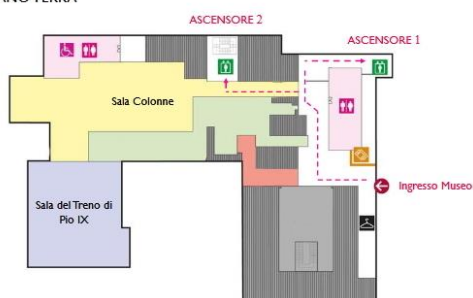 ASCENSORE 2
ASCENSORE 1
Sala Colonne
Ingresso Museo
Sala del Treno di
Pio IX